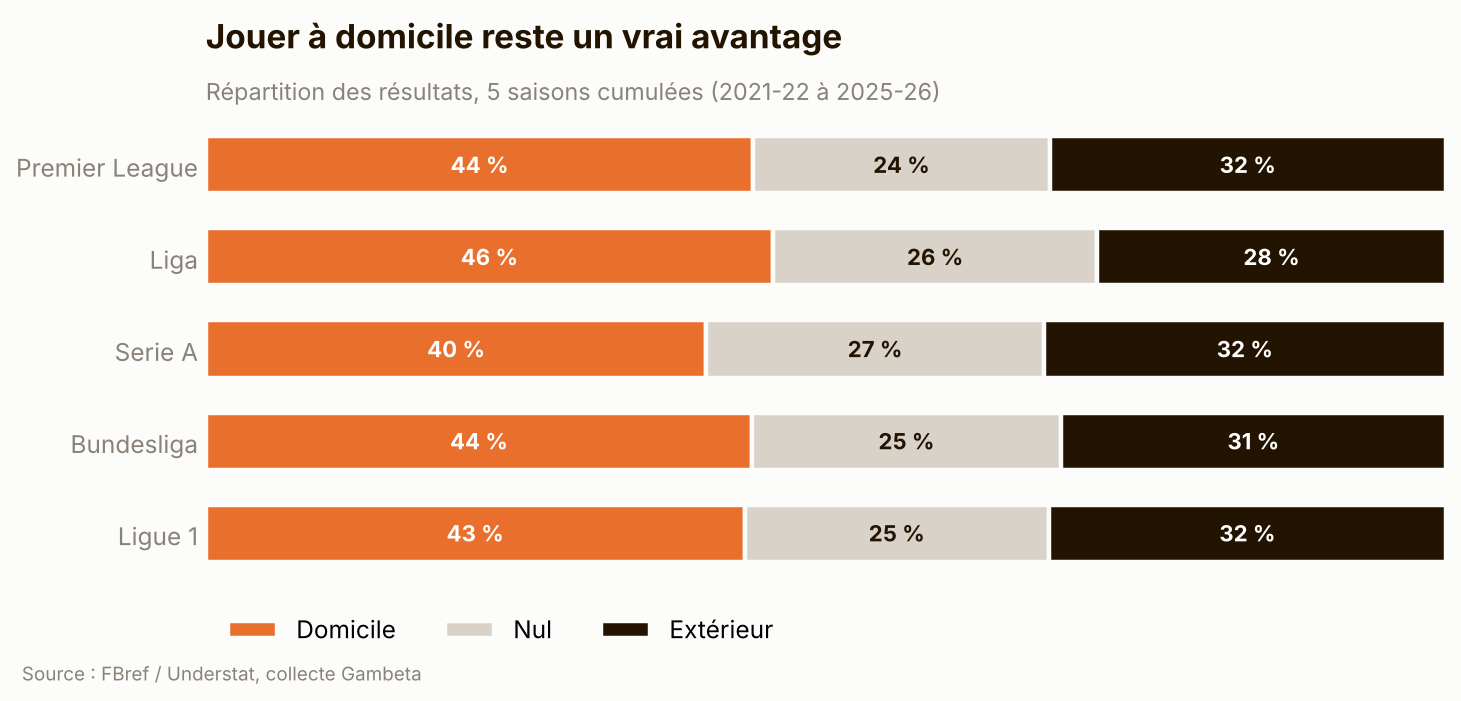 Jouer à domicile reste un vrai avantage
Répartition des résultats, 5 saisons cumulées (2021-22 à 2025-26)
Premier League 44 % 24 % 32 %
Liga 46 % 26 % 28 %
Serie A 40 % 27 % 32 %
Bundesliga 44 % 25 % 31 %
Ligue 1 43 % 25 % 32 %
Domicile Nul Extérieur
Source : FBref / Understat, collecte Gambeta